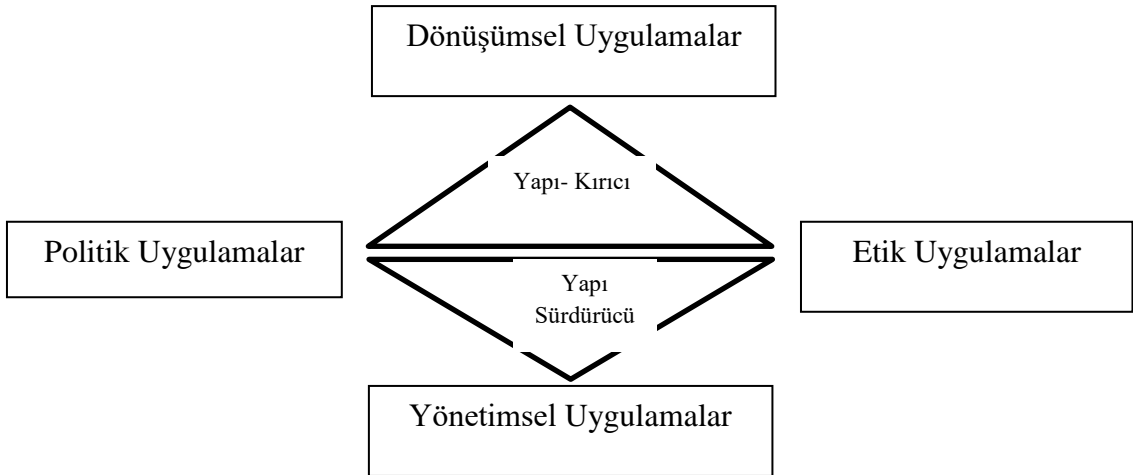 Dönüşümsel Uygulamalar
Yapı- Kırıcı
Politik Uygulamalar
Etik Uygulamalar
Yapı
Sürdürücü
Yönetimsel Uygulamalar